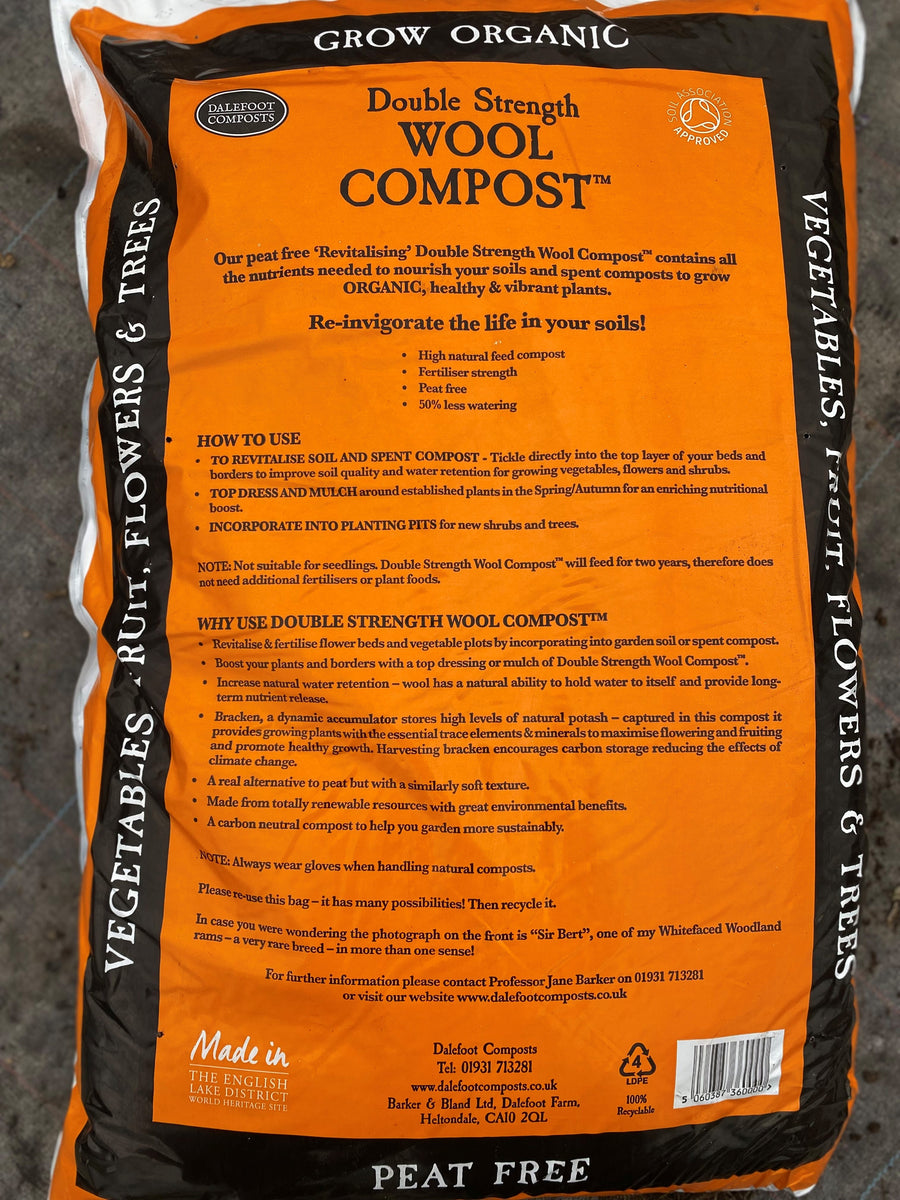 GROW ORGANIC
DALEFOOT
COMPOSTS
Double Strength
WOOL
COMPOST™
SOIL ASSOCIATION
APPROVED
VEGETABLES, FRUIT, FLOWERS & TREES
VEGETABLES, FRUIT, FLOWERS & TREES
Our peat free ‘Revitalising’ Double Strength Wool Compost™ contains all
the nutrients needed to nourish your soils and spent composts to grow
ORGANIC, healthy & vibrant plants.
Re-invigorate the life in your soils!
• High natural feed compost
• Fertiliser strength
• Peat free
• 50% less watering
HOW TO USE
• TO REVITALISE SOIL AND SPENT COMPOST - Tickle directly into the top layer of your beds and
borders to improve soil quality and water retention for growing vegetables, flowers and shrubs.
• TOP DRESS AND MULCH around established plants in the Spring/Autumn for an enriching nutritional
boost.
• INCORPORATE INTO PLANTING PITS for new shrubs and trees.
NOTE: Not suitable for seedlings. Double Strength Wool Compost™ will feed for two years, therefore does
not need additional fertilisers or plant foods.
WHY USE DOUBLE STRENGTH WOOL COMPOST™
• Revitalise & fertilise flower beds and vegetable plots by incorporating into garden soil or spent compost.
• Boost your plants and borders with a top dressing or mulch of Double Strength Wool Compost™.
• Increase natural water retention – wool has a natural ability to hold water to itself and provide long-
term nutrient release.
• Bracken, a dynamic accumulator stores high levels of natural potash – captured in this compost it
provides growing plants with the essential trace elements & minerals to maximise flowering and fruiting
and promote healthy growth. Harvesting bracken encourages carbon storage reducing the effects of
climate change.
• A real alternative to peat but with a similarly soft texture.
• Made from totally renewable resources with great environmental benefits.
• A carbon neutral compost to help you garden more sustainably.
NOTE: Always wear gloves when handling natural composts.
Please re-use this bag – it has many possibilities! Then recycle it.
In case you were wondering the photograph on the front is “Sir Bert”, one of my Whitefaced Woodland
rams – a very rare breed – in more than one sense!
For further information please contact Professor Jane Barker on 01931 713281
or visit our website www.dalefootcomposts.co.uk
Made in
THE ENGLISH
LAKE DISTRICT
WORLD HERITAGE SITE
Dalefoot Composts
Tel: 01931 713281
www.dalefootcomposts.co.uk
Barker & Bland Ltd, Dalefoot Farm,
Heltondale, CA10 2QL
4
LDPE
100%
Recyclable
5 060387 360000 >
PEAT FREE